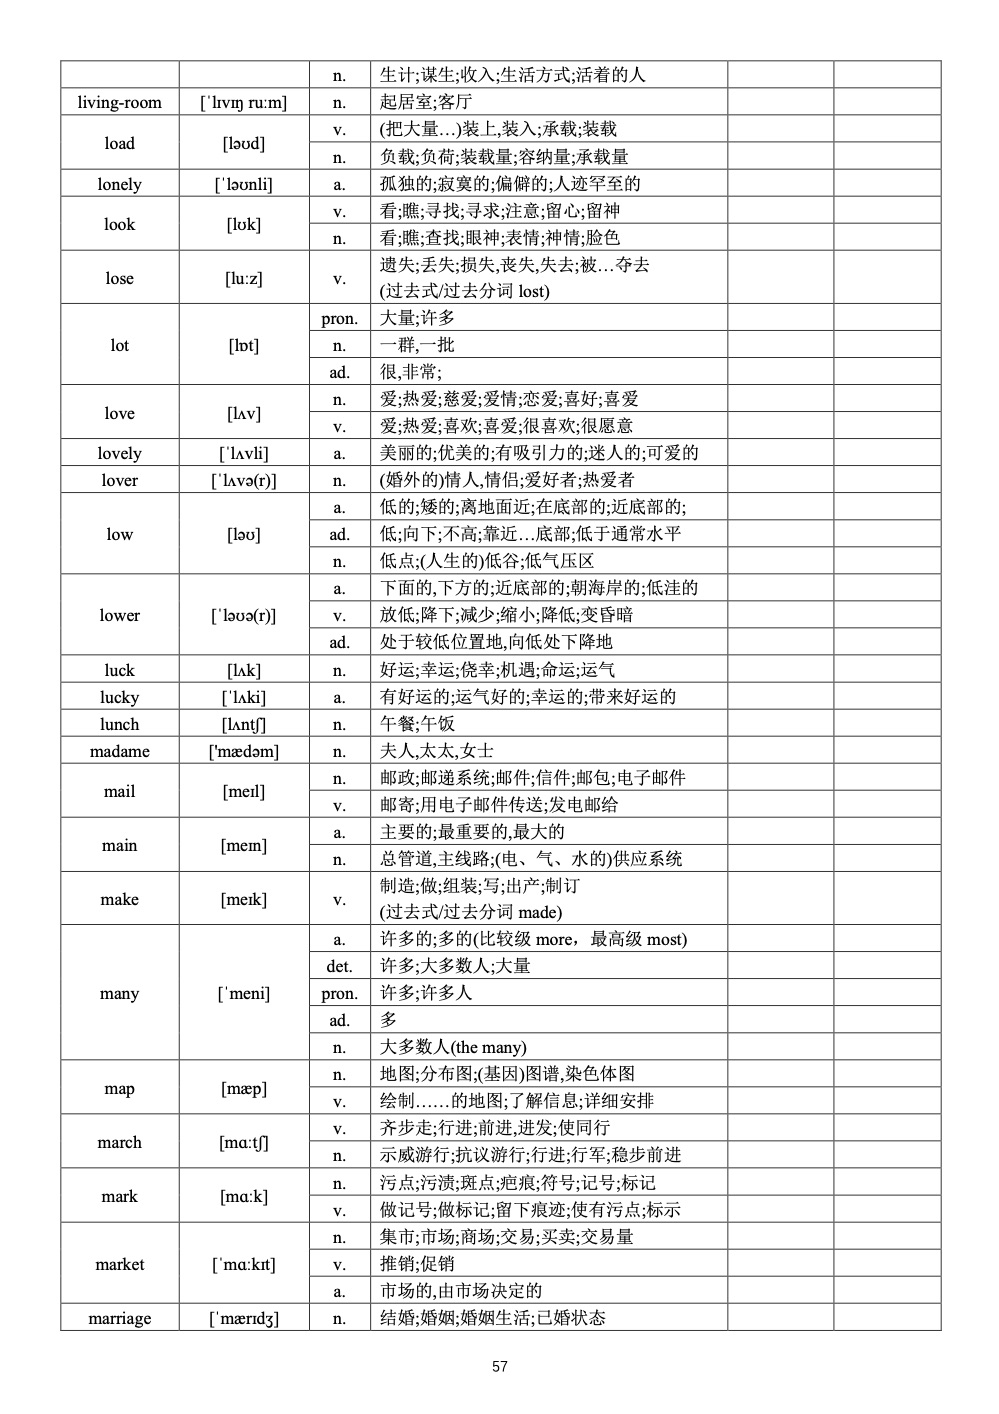 n. 生计;谋生;收入;生活方式;活着的人
living-room [ˈlɪvɪŋ ruːm] n. 起居室;客厅
load [ləʊd] v. (把大量…)装上,装入;承载;装载
n. 负载;负荷;装载量;容纳量;承载量
lonely [ˈləʊnli] a. 孤独的;寂寞的;偏僻的;人迹罕至的
look [lʊk] v. 看;瞧;寻找;寻求;注意;留心;留神
n. 看;瞧;查找;眼神;表情;神情;脸色
lose [luːz] v. 遗失;丢失;损失,丧失,失去;被…夺去
(过去式/过去分词 lost)
lot [lɒt] pron. 大量;许多
n. 一群,一批
ad. 很,非常;
love [lʌv] n. 爱;热爱;慈爱;爱情;恋爱;喜好;喜爱
v. 爱;热爱;喜欢;喜爱;很喜欢;很愿意
lovely [ˈlʌvli] a. 美丽的;优美的;有吸引力的;迷人的;可爱的
lover [ˈlʌvə(r)] n. (婚外的)情人,情侣;爱好者;热爱者
low [ləʊ] a. 低的;矮的;离地面近;在底部的;近底部的;
ad. 低;向下;不高;靠近…底部;低于通常水平
n. 低点;(人生的)低谷;低气压区
lower [ˈləʊə(r)] a. 下面的,下方的;近底部的;朝海岸的;低洼的
v. 放低;降下;减少;缩小;降低;变昏暗
ad. 处于较低位置地,向低处下降地
luck [lʌk] n. 好运;幸运;侥幸;机遇;命运;运气
lucky [ˈlʌki] a. 有好运的;运气好的;幸运的;带来好运的
lunch [lʌntʃ] n. 午餐;午饭
madame ['mædəm] n. 夫人,太太,女士
mail [meɪl] n. 邮政;邮递系统;邮件;信件;邮包;电子邮件
v. 邮寄;用电子邮件传送;发电邮给
main [meɪn] a. 主要的;最重要的,最大的
n. 总管道,主线路;(电、气、水的)供应系统
make [meɪk] v. 制造;做;组装;写;出产;制订
(过去式/过去分词 made)
many [ˈmeni] a. 许多的;多的(比较级 more，最高级 most)
det. 许多;大多数人;大量
pron. 许多;许多人
ad. 多
n. 大多数人(the many)
map [mæp] n. 地图;分布图;(基因)图谱,染色体图
v. 绘制……的地图;了解信息;详细安排
march [mɑːtʃ] v. 齐步走;行进;前进,进发;使同行
n. 示威游行;抗议游行;行进;行军;稳步前进
mark [mɑːk] n. 污点;污渍;斑点;疤痕;符号;记号;标记
v. 做记号;做标记;留下痕迹;使有污点;标示
market [ˈmɑːkɪt] n. 集市;市场;商场;交易;买卖;交易量
v. 推销;促销
a. 市场的,由市场决定的
marriage [ˈmærɪdʒ] n. 结婚;婚姻;婚姻生活;已婚状态
57